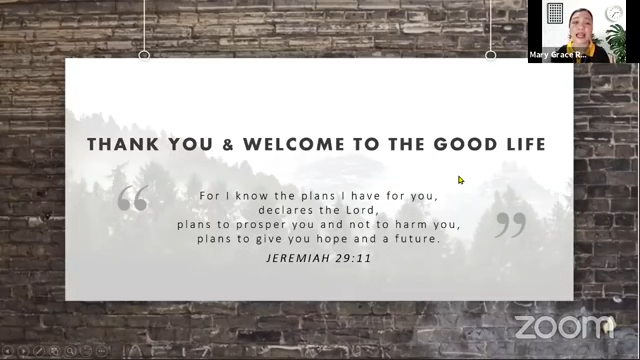 Mary Grace R...
THANK YOU & WELCOME TO THE GOOD LIFE
“
For I know the plans I have for you,
declares the Lord,
plans to prosper you and not to harm you,
plans to give you hope and a future.
”
JEREMIAH 29:11
zoom